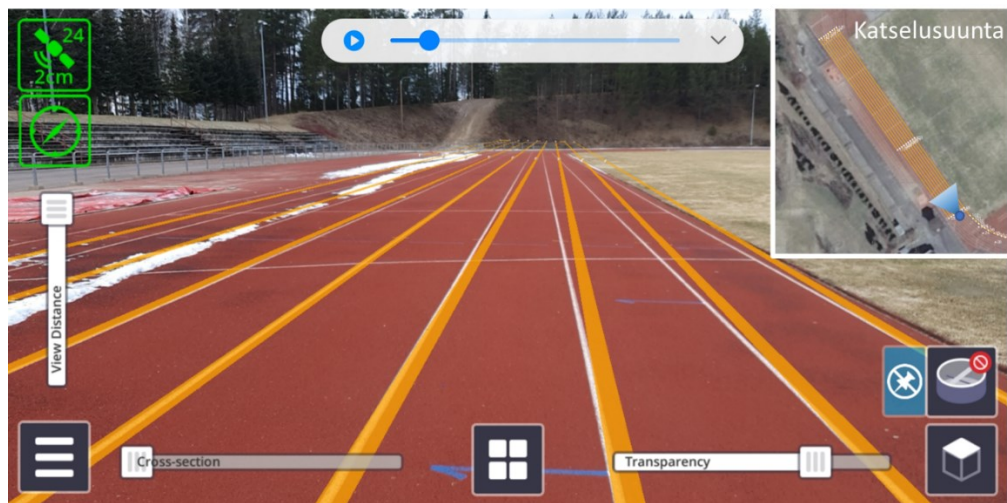 24
2cm
Katselusuunta
View Distance
Cross-section
Transparency